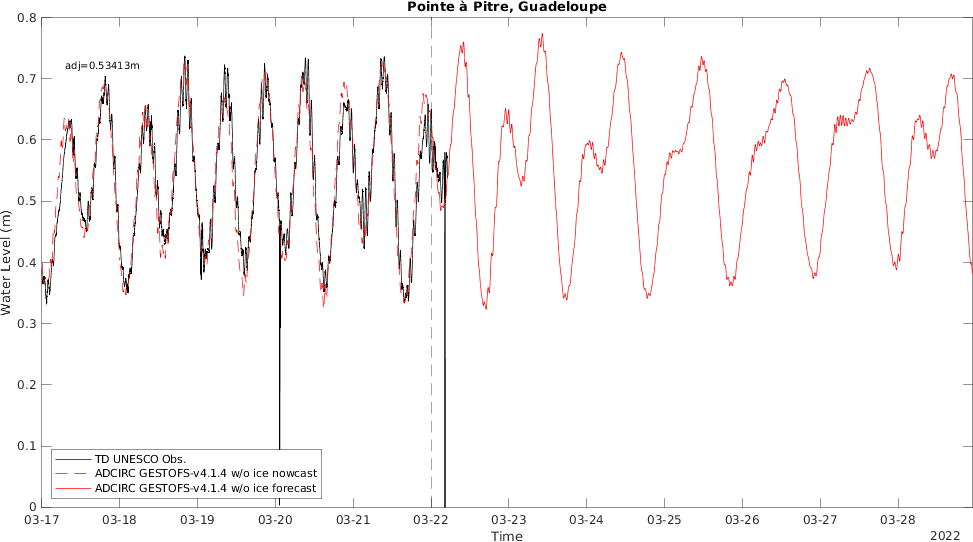 Pointe à Pitre, Guadeloupe
0.8
adj=0.53413m
0.7
0.6
0.5
0.4
0.3
0.2
0.1
0
Water Level (m)
TD UNESCO Obs.
ADCIRC GESTOFS-v4.1.4 w/o ice nowcast
ADCIRC GESTOFS-v4.1.4 w/o ice forecast
03-17 03-18 03-19 03-20 03-21 03-22 03-23 03-24 03-25 03-26 03-27 03-28
Time
2022